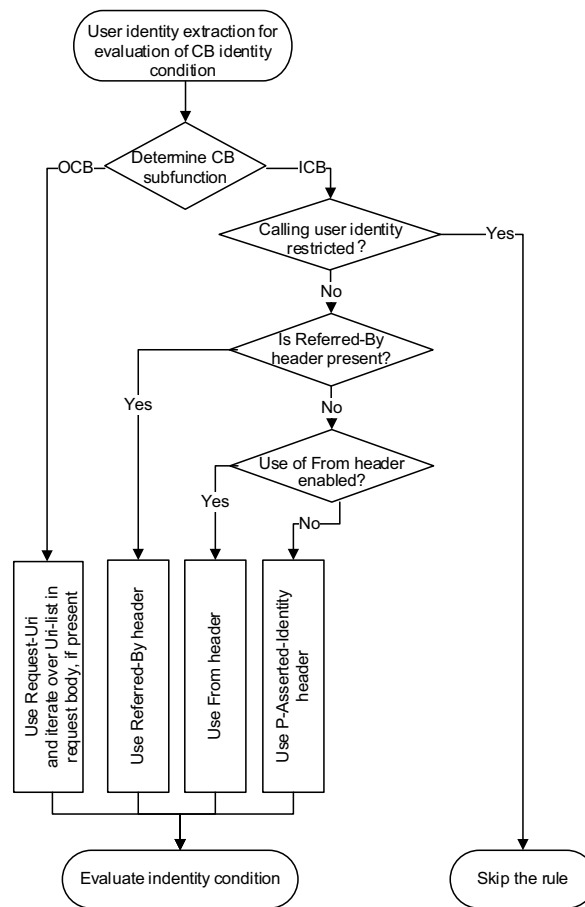 User identity extraction for
evaluation of CB identity
condition
Determine CB
subfunction
OCB
ICB
Calling user identity
restricted?
Yes
No
Is Referred-By
header present?
Yes
No
Use of From header
enabled?
Yes
No
Use Request-Uri
and iterate over Uri-list in
request body, if present
Use Referred-By header
Use From header
Use P-Asserted-Identity
header
Evaluate indentity condition
Skip the rule